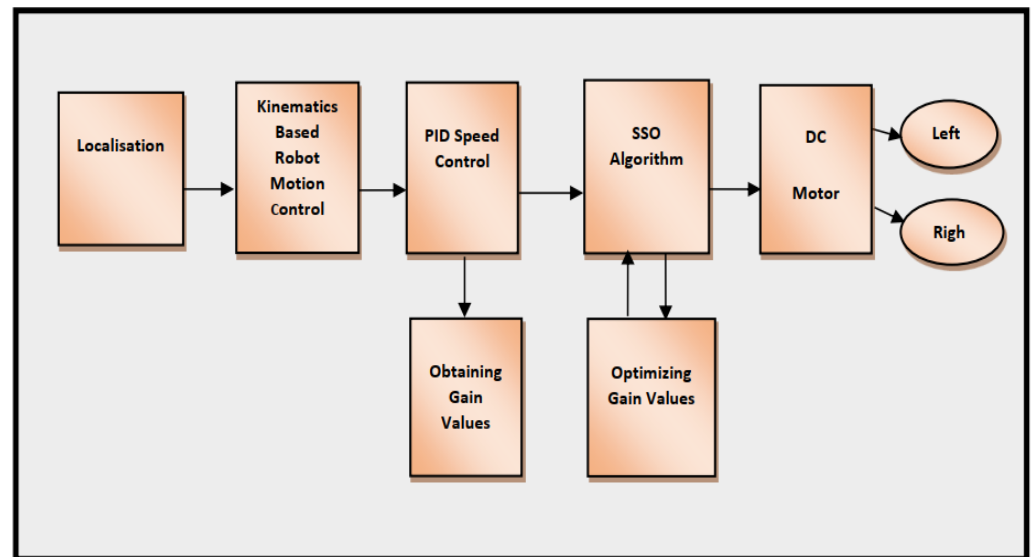 Localisation
Kinematics
Based
Robot
Motion
Control
PID Speed
Control
SSO
Algorithm
DC
Motor
Left
Righ
Obtaining
Gain
Values
Optimizing
Gain Values